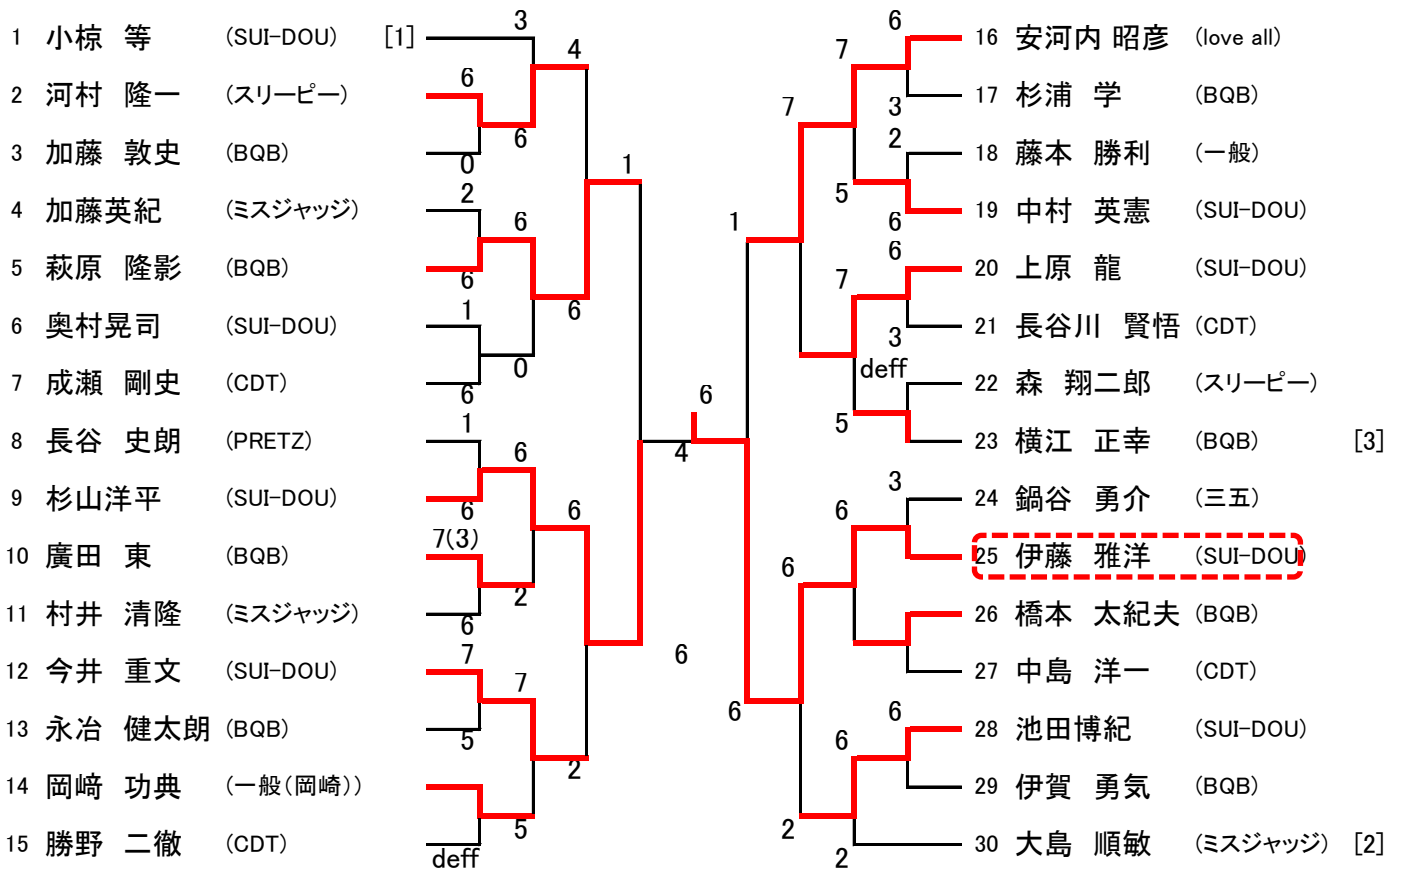 1 小椋 等 (SUI-DOU) [1]
2 河村 隆一 (スリーピー)
3 加藤 敦史 (BQB)
4 加藤英紀 (ミスジャッジ)
5 萩原 隆影 (BQB)
6 奥村晃司 (SUI-DOU)
7 成瀬 剛史 (CDT)
8 長谷 史朗 (PRETZ)
9 杉山洋平 (SUI-DOU)
10 廣田 東 (BQB)
11 村井 清隆 (ミスジャッジ)
12 今井 重文 (SUI-DOU)
13 永冶 健太朗 (BQB)
14 岡﨑 功典 (一般(岡崎))
15 勝野 二徹 (CDT)
3
6
0
2
6
1
6
1
6
7(3)
6
7
5
deff
4
6
6
0
6
2
7
5
1
6
6
2
6
4
6
1
6
7
6
2
7
5
7
5
6
6
2
6
3
2
6
6
3
deff
3
6
16 安河内 昭彦 (love all)
17 杉浦 学 (BQB)
18 藤本 勝利 (一般)
19 中村 英憲 (SUI-DOU)
20 上原 龍 (SUI-DOU)
21 長谷川 賢悟 (CDT)
22 森 翔二郎 (スリーピー)
23 横江 正幸 (BQB) [3]
24 鍋谷 勇介 (三五)
25 伊藤 雅洋 (SUI-DOU)
26 橋本 太紀夫 (BQB)
27 中島 洋一 (CDT)
28 池田博紀 (SUI-DOU)
29 伊賀 勇気 (BQB)
30 大島 順敏 (ミスジャッジ) [2]